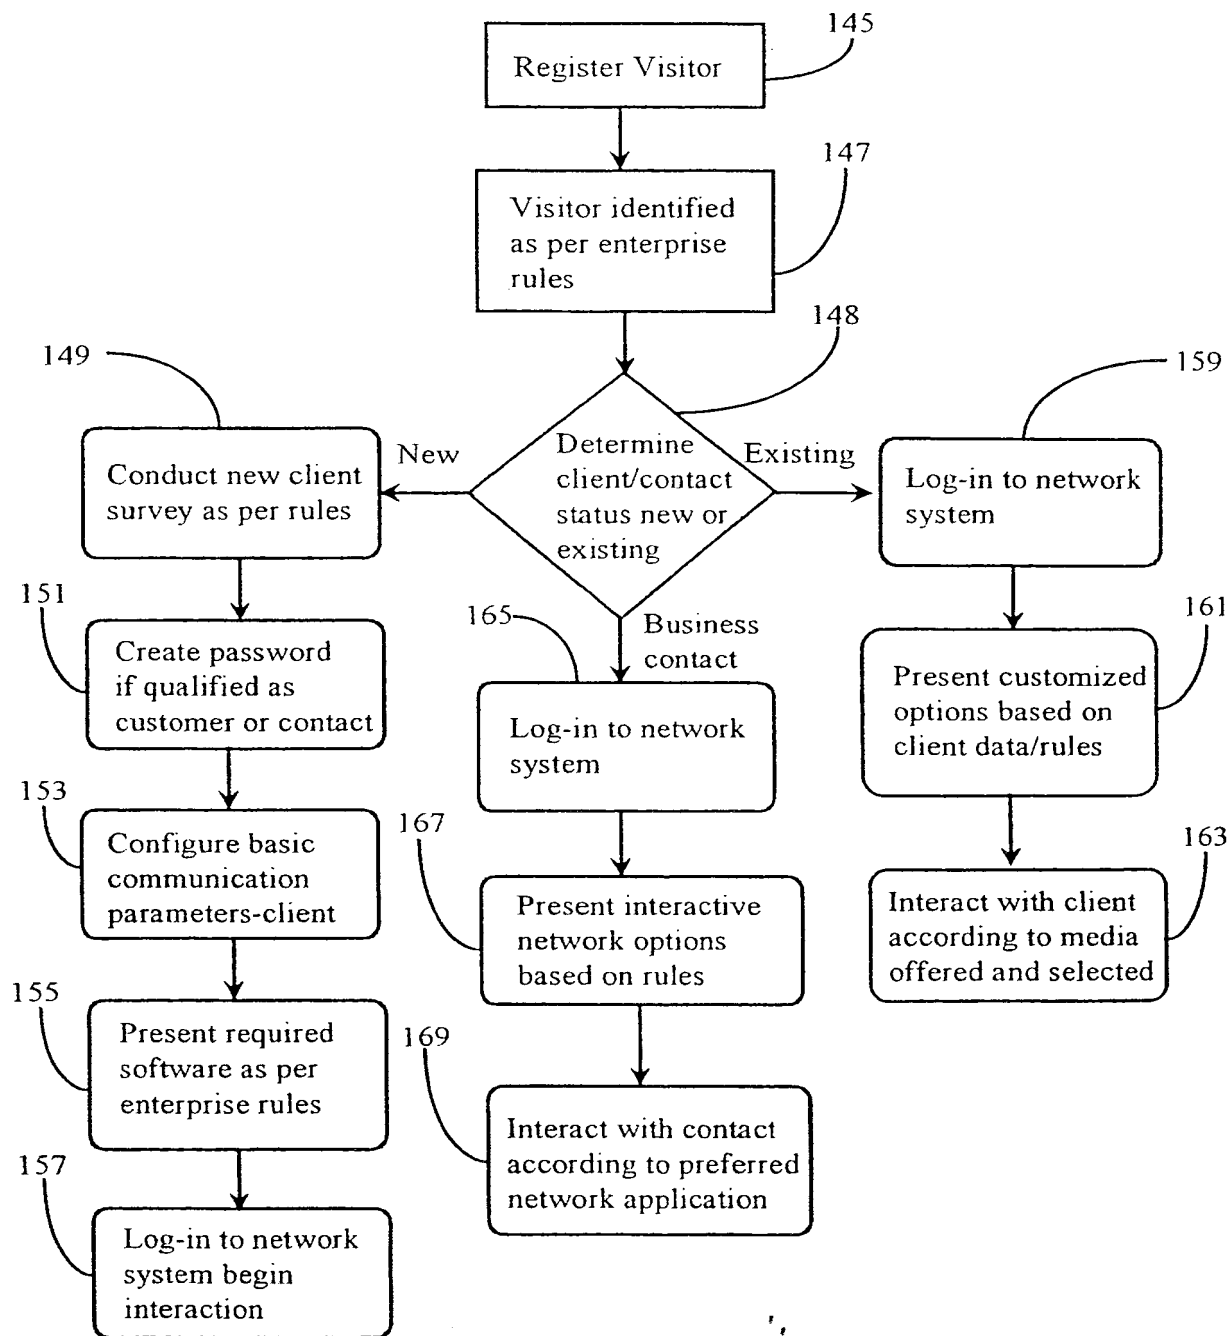 145
Register Visitor
147
Visitor identified
as per enterprise
rules
148
149
159
Determine
client/contact
status new or
existing
New
Existing
Business
contact
Conduct new client
survey as per rules
151
Create password
if qualified as
customer or contact
153
Configure basic
communication
parameters-client
155
Present required
software as per
enterprise rules
157
Log-in to network
system begin
interaction
165
Log-in to network
system
167
Present interactive
network options
based on rules
169
Interact with contact
according to preferred
network application
Log-in to network
system
161
Present customized
options based on
client data/rules
163
Interact with client
according to media
offered and selected